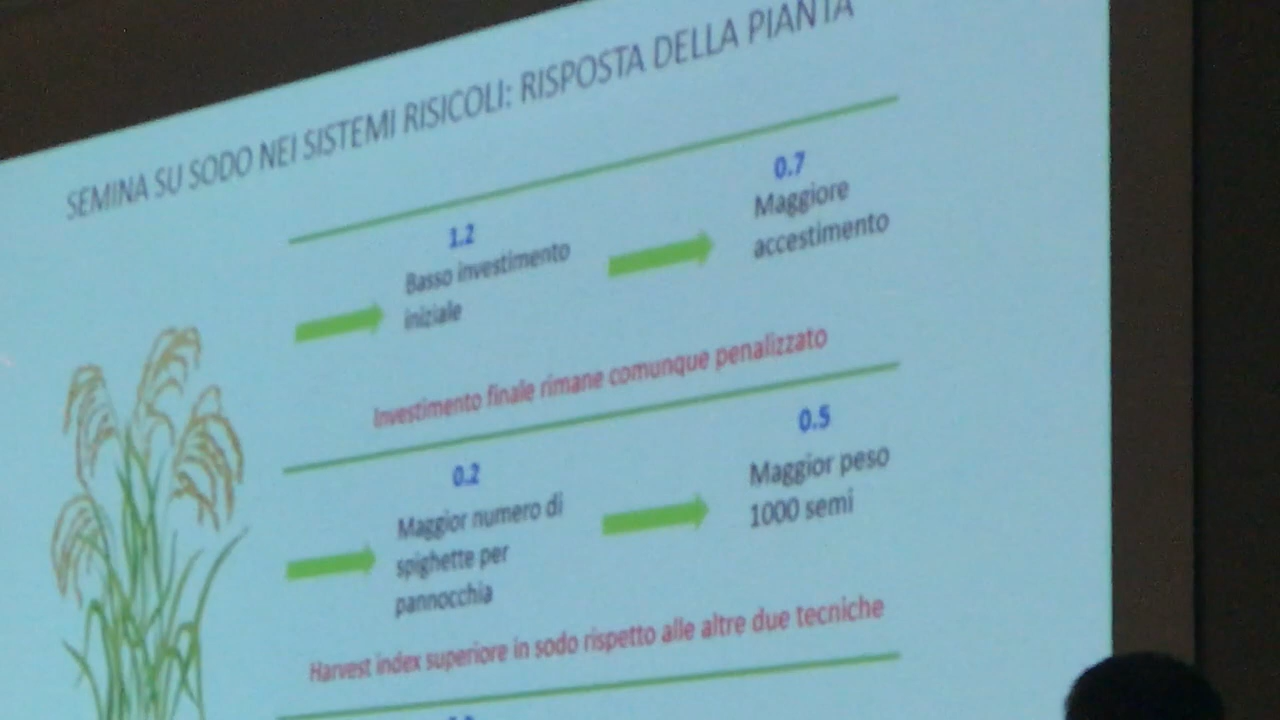 SEMINA SU SODO NEI SISTEMI RISICOLI: RISPOSTA DELLA PIANTA
1.2
Basso investimento
iniziale
0.7
Maggiore
accestimento
Investimento finale rimane comunque penalizzato
0.2
Maggior numero di
spighette per
pannocchia
0.5
Maggior peso
1000 semi
Harvest index superiore in sodo rispetto alle altre due tecniche